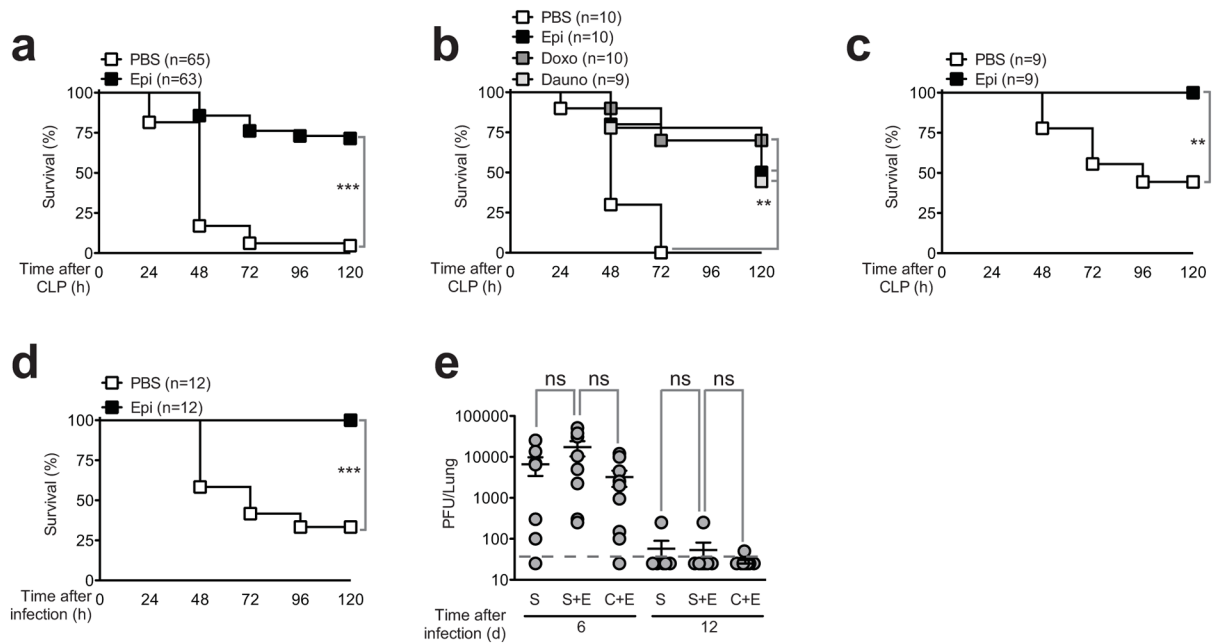 a
PBS (n=65)
Epi (n=63)
Survival (%)
100
75
50
25
0
***
Time after
CLP (h)
0 24 48 72 96 120
b
PBS (n=10)
Epi (n=10)
Doxo (n=10)
Dauno (n=9)
Survival (%)
100
75
50
25
0
**
Time after
CLP (h)
0 24 48 72 96 120
c
PBS (n=9)
Epi (n=9)
Survival (%)
100
75
50
25
0
**
Time after
CLP (h)
0 24 48 72 96 120
d
PBS (n=12)
Epi (n=12)
Survival (%)
100
75
50
25
0
***
Time after
infection (h)
0 24 48 72 96 120
e
ns ns ns ns
PFU/Lung
100000
10000
1000
100
10
S S+E C+E S S+E C+E
Time after
infection (d)
6 12